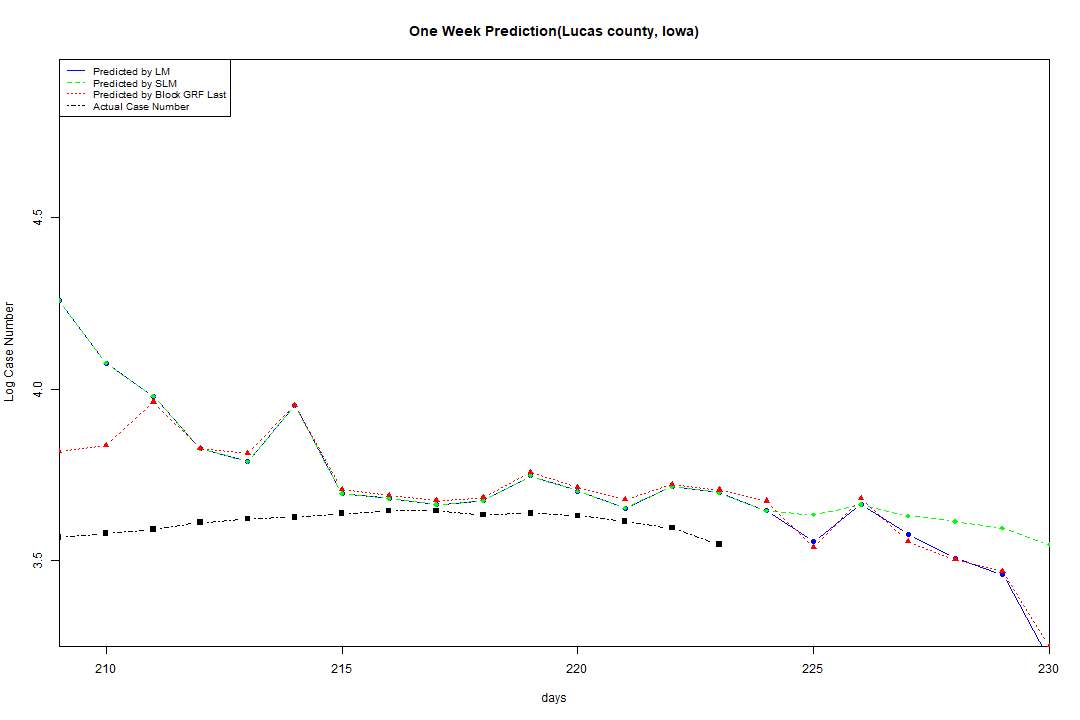 One Week Prediction(Lucas county, Iowa)
Predicted by LM
Predicted by SLM
Predicted by Block GRF Last
Actual Case Number
4.5
4.0
3.5
Log Case Number
210
215
220
225
230
days